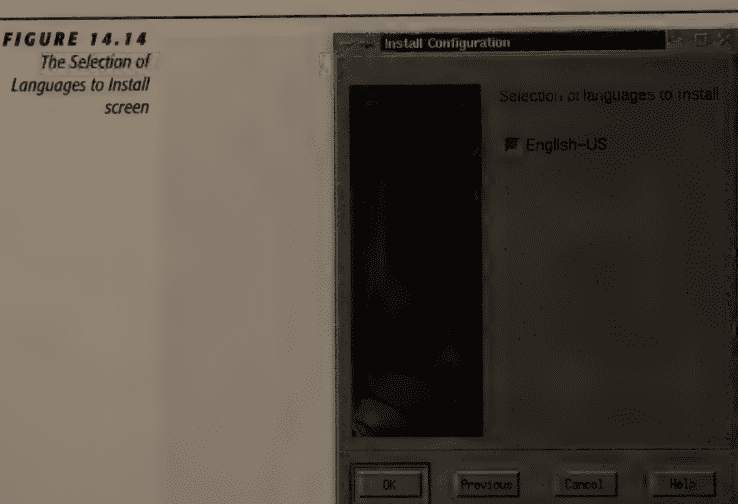 FIGURE 14.14
The Selection of
Languages to Install
screen
Install Configuration
Selection of languages to install
English-US
OK
Previous
Cancel
Help